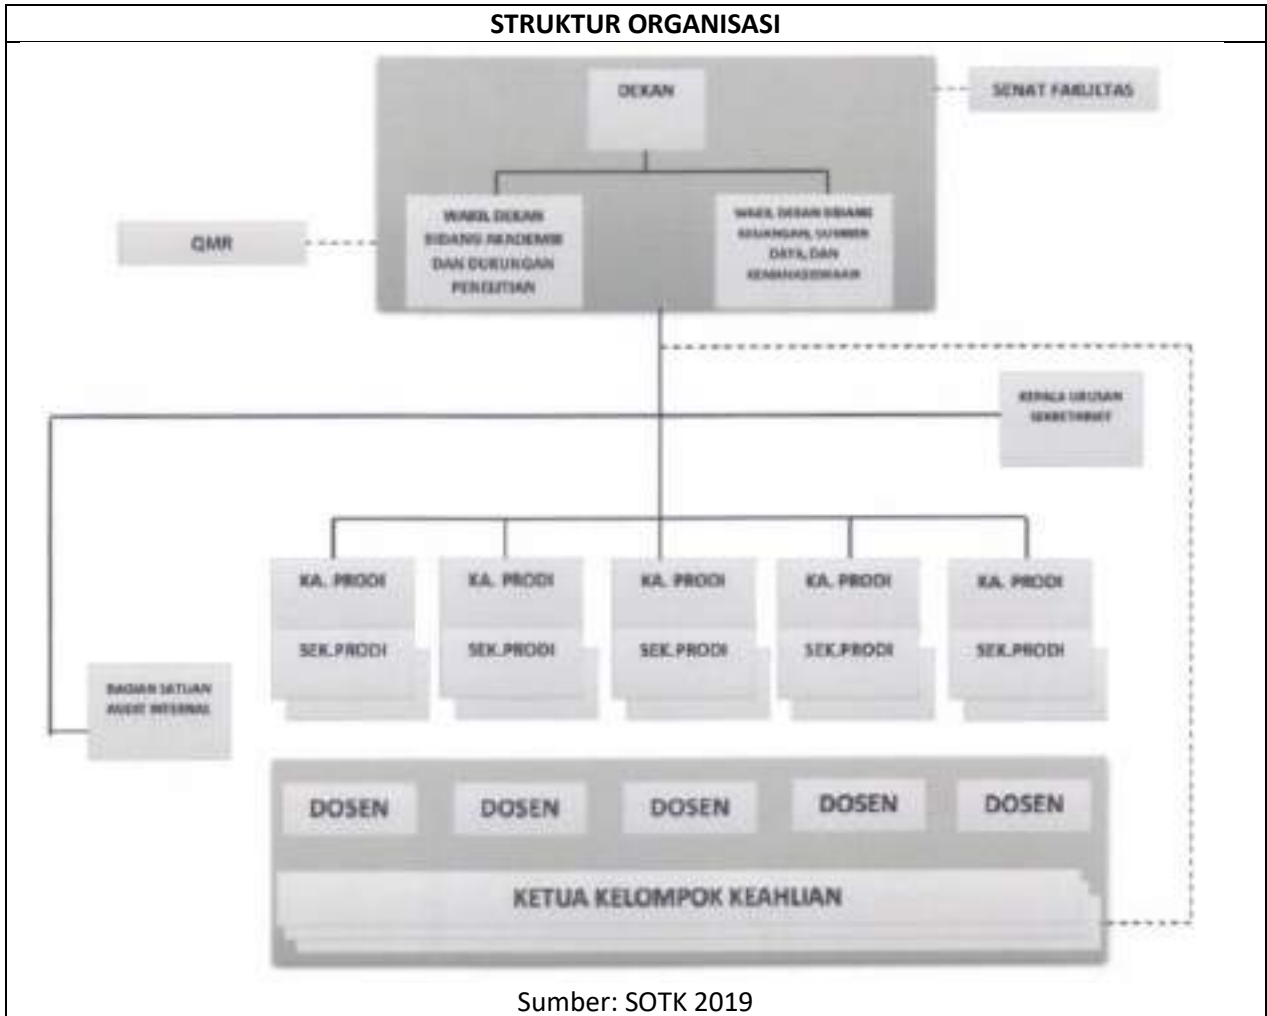 STRUKTUR ORGANISASI
DEKAN
SENAT FAKULTAS
WAKIL DEKAN
BIDANG AKADEMIK
DAN DUKUNGAN
PENELITIAN
WAKIL DEKAN BIDANG
KEUANGAN, SUMBER
DAYA, DAN
KEMAHASISWAAN
QMR
KEPALA URUSAN
SEKRETARIAT
KA. PRODI
KA. PRODI
KA. PRODI
KA. PRODI
KA. PRODI
SEK.PRODI
SEK.PRODI
SEK.PRODI
SEK.PRODI
SEK.PRODI
BAGIAN SATUAN
AUDIT INTERNAL
DOSEN
DOSEN
DOSEN
DOSEN
DOSEN
KETUA KELOMPOK KEAHLIAN
Sumber: SOTK 2019